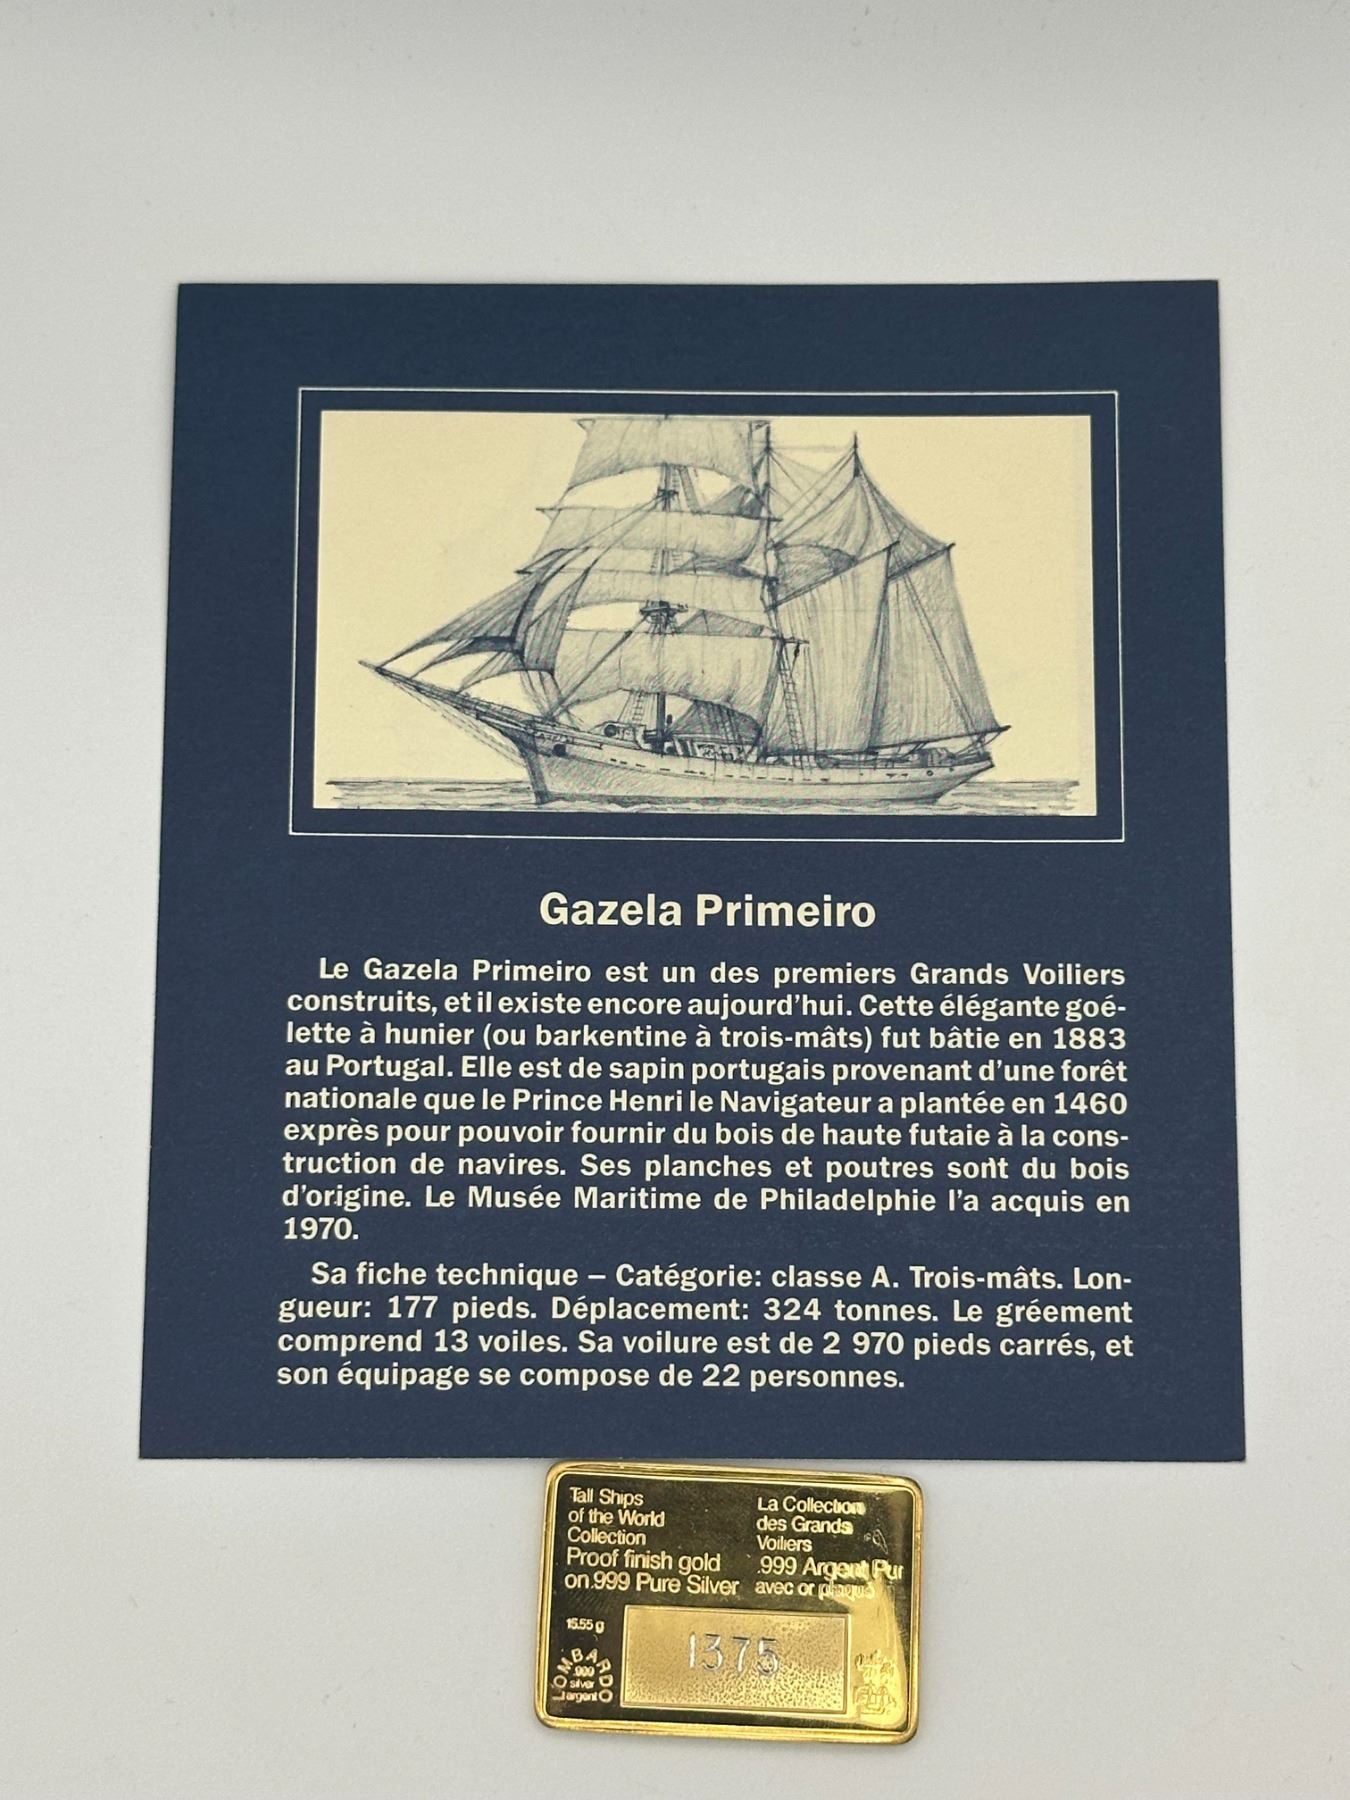 Gazela Primeiro
Le Gazela Primeiro est un des premiers Grands Voiliers
construits, et il existe encore aujourd'hui. Cette élégante goé-
lette à hunier (ou barkentine à trois-mâts) fut bâtie en 1883
au Portugal. Elle est de sapin portugais provenant d'une forêt
nationale que le Prince Henri le Navigateur a plantée en 1460
exprès pour pouvoir fournir du bois de haute futaie à la cons-
truction de navires. Ses planches et poutres sont du bois
d'origine. Le Musée Maritime de Philadelphie l'a acquis en
1970.
Sa fiche technique – Catégorie: classe A. Trois-mâts. Lon-
gueur: 177 pieds. Déplacement: 324 tonnes. Le gréement
comprend 13 voiles. Sa voilure est de 2 970 pieds carrés, et
son équipage se compose de 22 personnes.
Tall Ships
of the World
Collection
Proof finish gold
on .999 Pure Silver
La Collection
des Grands
Voiliers
.999 Argent Pur
avec or plaqué
15.55 g
LOMBARDO
.999
silver
argent
1375